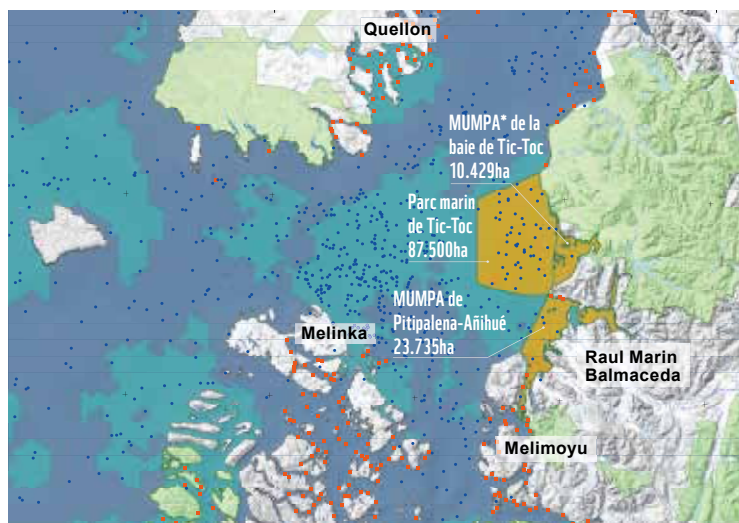 Quellon
MUMPA* de la
baie de Tic-Toc
10.429ha
Parc marin
de Tic-Toc
87.500ha
MUMPA de
Pitipalena-Añihué
23.735ha
Melinka
Raul Marin
Balmaceda
Melimoyu